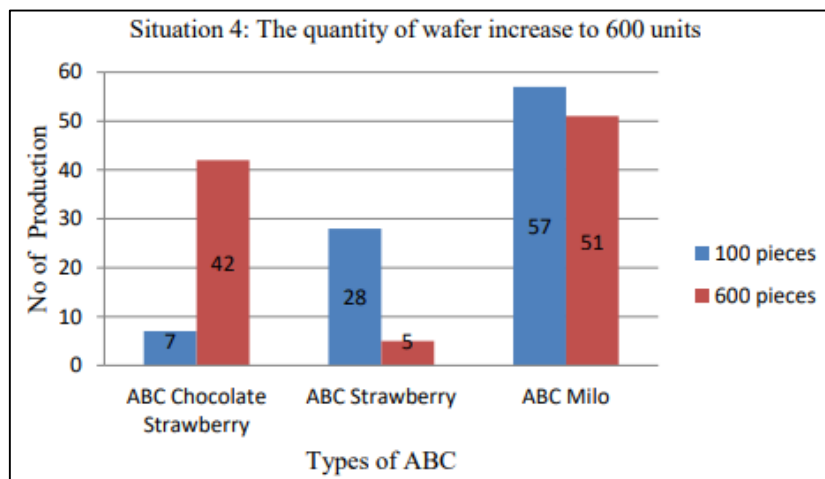 Situation 4: The quantity of wafer increase to 600 units
No of Production
60
50
40
30
20
10
0
7
42
28
5
57
51
100 pieces
600 pieces
ABC Chocolate
Strawberry
ABC Strawberry
ABC Milo
Types of ABC